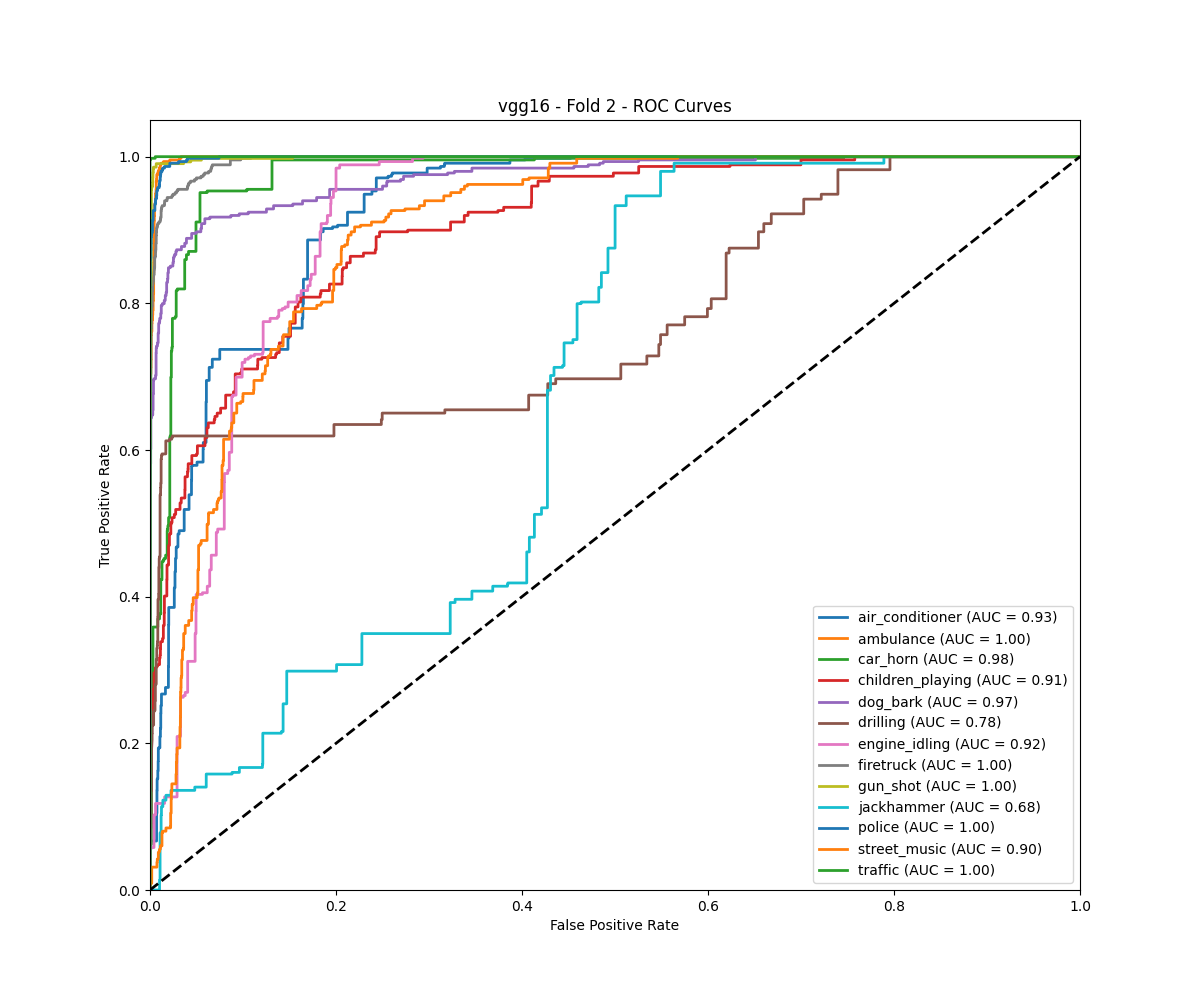 vgg16 - Fold 2 - ROC Curves
1.0
0.8
0.6
0.4
0.2
0.0
True Positive Rate
0.0 0.2 0.4 0.6 0.8 1.0
False Positive Rate
air_conditioner (AUC = 0.93)
ambulance (AUC = 1.00)
car_horn (AUC = 0.98)
children_playing (AUC = 0.91)
dog_bark (AUC = 0.97)
drilling (AUC = 0.78)
engine_idling (AUC = 0.92)
firetruck (AUC = 1.00)
gun_shot (AUC = 1.00)
jackhammer (AUC = 0.68)
police (AUC = 1.00)
street_music (AUC = 0.90)
traffic (AUC = 1.00)